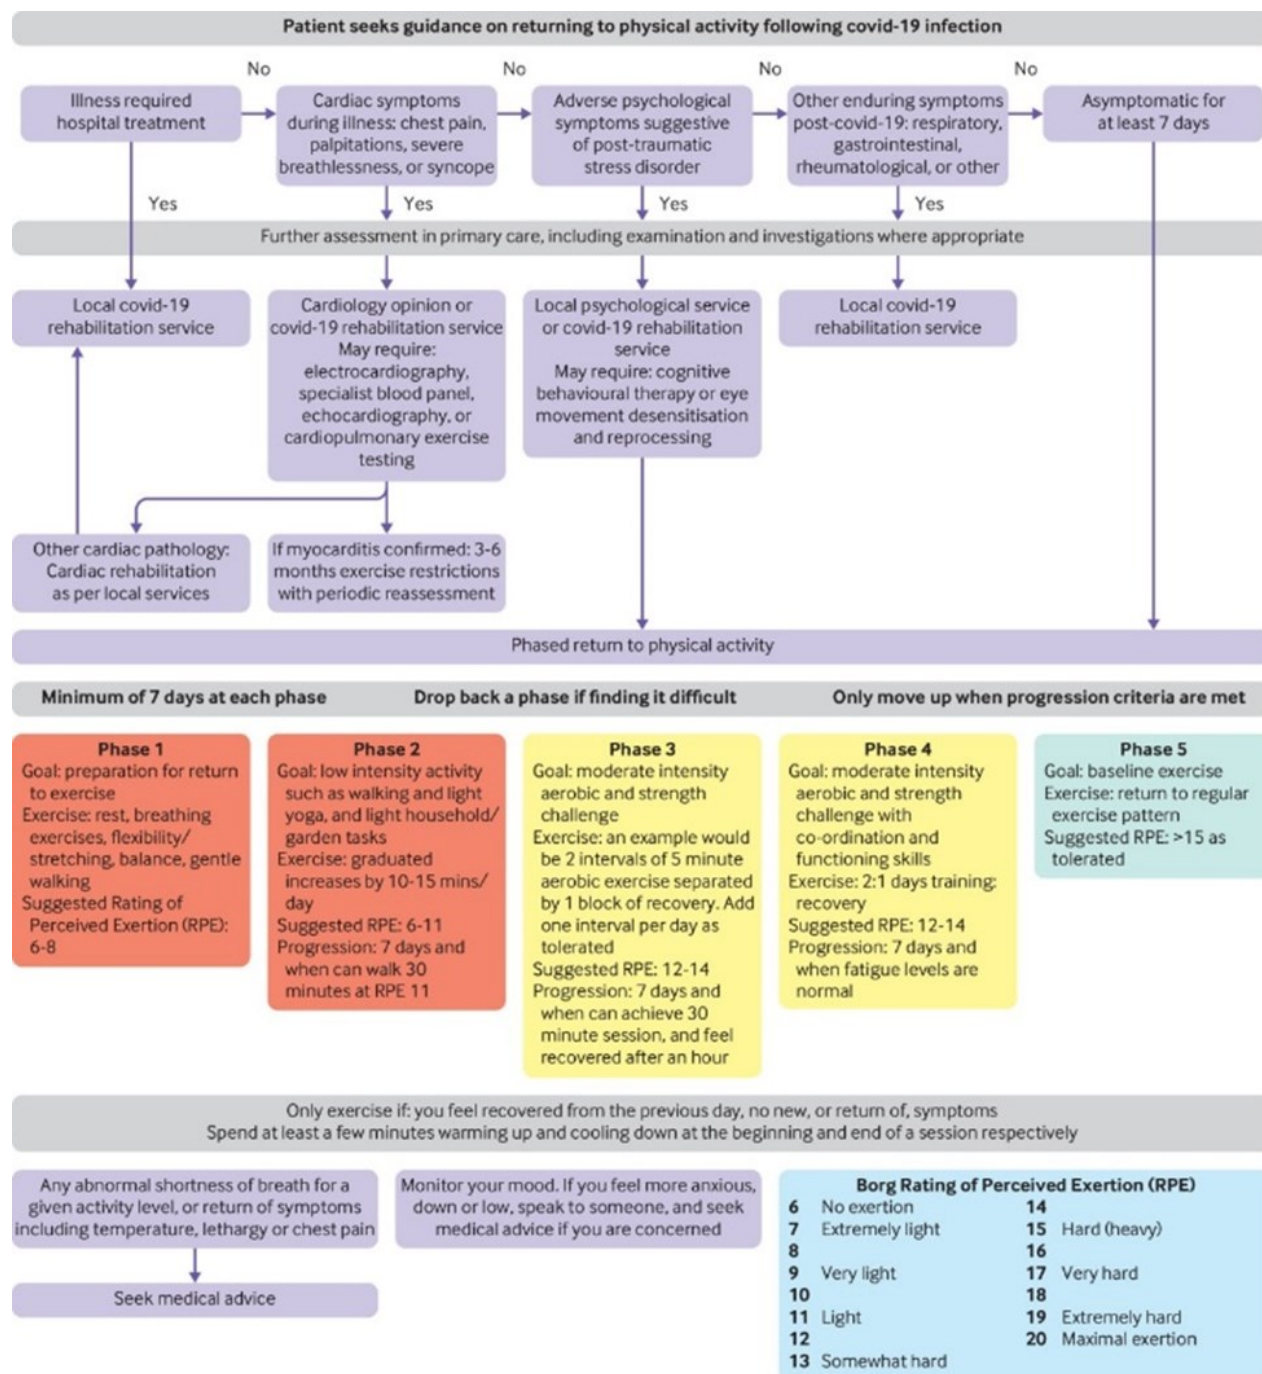 Patient seeks guidance on returning to physical activity following covid-19 infection
No
No
No
No
Illness required
hospital treatment
Cardiac symptoms
during illness: chest pain,
palpitations, severe
breathlessness, or syncope
Adverse psychological
symptoms suggestive
of post-traumatic
stress disorder
Other enduring symptoms
post-covid-19: respiratory,
gastrointestinal,
rheumatological, or other
Asymptomatic for
at least 7 days
Yes
Yes
Yes
Yes
Further assessment in primary care, including examination and investigations where appropriate
Local covid-19
rehabilitation service
Cardiology opinion or
covid-19 rehabilitation service
May require:
electrocardiography,
specialist blood panel,
echocardiography, or
cardiopulmonary exercise
testing
Local psychological service
or covid-19 rehabilitation
service
May require: cognitive
behavioural therapy or eye
movement desensitisation
and reprocessing
Local covid-19
rehabilitation service
Other cardiac pathology:
Cardiac rehabilitation
as per local services
If myocarditis confirmed: 3-6
months exercise restrictions
with periodic reassessment
Phased return to physical activity
Minimum of 7 days at each phase
Drop back a phase if finding it difficult
Only move up when progression criteria are met
Phase 1
Goal: preparation for return
to exercise
Exercise: rest, breathing
exercises, flexibility/
stretching, balance, gentle
walking
Suggested Rating of
Perceived Exertion (RPE):
6-8
Phase 2
Goal: low intensity activity
such as walking and light
yoga, and light household/
garden tasks
Exercise: graduated
increases by 10-15 mins/
day
Suggested RPE: 6-11
Progression: 7 days and
when can walk 30
minutes at RPE 11
Phase 3
Goal: moderate intensity
aerobic and strength
challenge
Exercise: an example would
be 2 intervals of 5 minute
aerobic exercise separated
by 1 block of recovery. Add
one interval per day as
tolerated
Suggested RPE: 12-14
Progression: 7 days and
when can achieve 30
minute session, and feel
recovered after an hour
Phase 4
Goal: moderate intensity
aerobic and strength
challenge with
co-ordination and
functioning skills
Exercise: 2:1 days training:
recovery
Suggested RPE: 12-14
Progression: 7 days and
when fatigue levels are
normal
Phase 5
Goal: baseline exercise
Exercise: return to regular
exercise pattern
Suggested RPE: >15 as
tolerated
Only exercise if: you feel recovered from the previous day, no new, or return of, symptoms
Spend at least a few minutes warming up and cooling down at the beginning and end of a session respectively
Any abnormal shortness of breath for a
given activity level, or return of symptoms
including temperature, lethargy or chest pain
Seek medical advice
Monitor your mood. If you feel more anxious,
down or low, speak to someone, and seek
medical advice if you are concerned
Borg Rating of Perceived Exertion (RPE)
6 No exertion
7 Extremely light
8
9 Very light
10
11 Light
12
13 Somewhat hard
14
15 Hard (heavy)
16
17 Very hard
18
19 Extremely hard
20 Maximal exertion